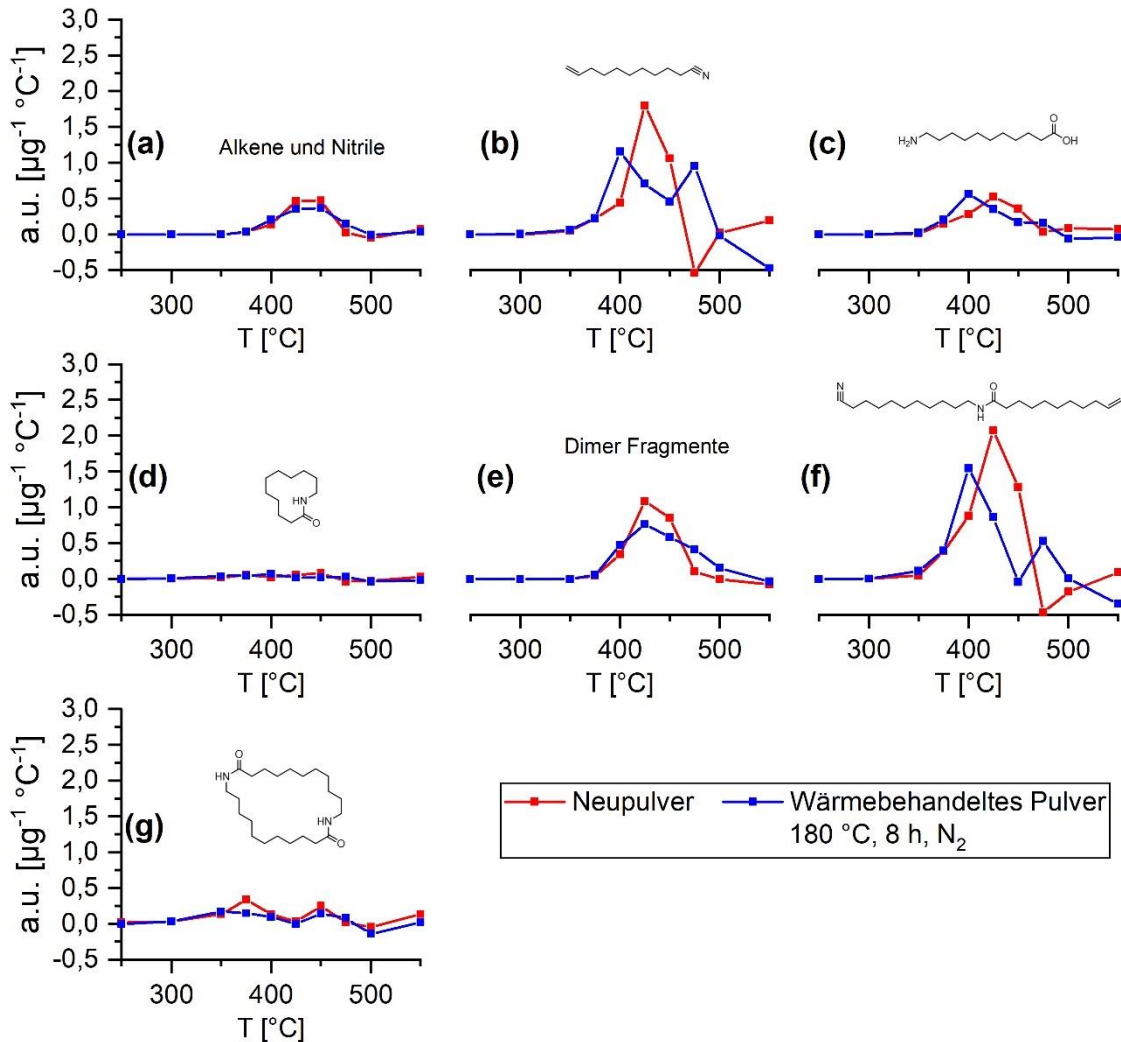 3,0
2,5
2,0
1,5
1,0
0,5
0,0
-0,5
a.u. [µg⁻¹ °C⁻¹]
(a)
Alkene und Nitrile
300 400 500
T [°C]
(b)
N
300 400 500
T [°C]
(c)
NH₂
O
OH
300 400 500
T [°C]
3,0
2,5
2,0
1,5
1,0
0,5
0,0
-0,5
a.u. [µg⁻¹ °C⁻¹]
(d)
HN
O
300 400 500
T [°C]
(e)
Dimer Fragmente
300 400 500
T [°C]
(f)
N
O
N
H
300 400 500
T [°C]
3,0
2,5
2,0
1,5
1,0
0,5
0,0
-0,5
a.u. [µg⁻¹ °C⁻¹]
(g)
O
HN
HN
O
300 400 500
T [°C]
Neupulver Wärmebehandeltes Pulver
180 °C, 8 h, N₂